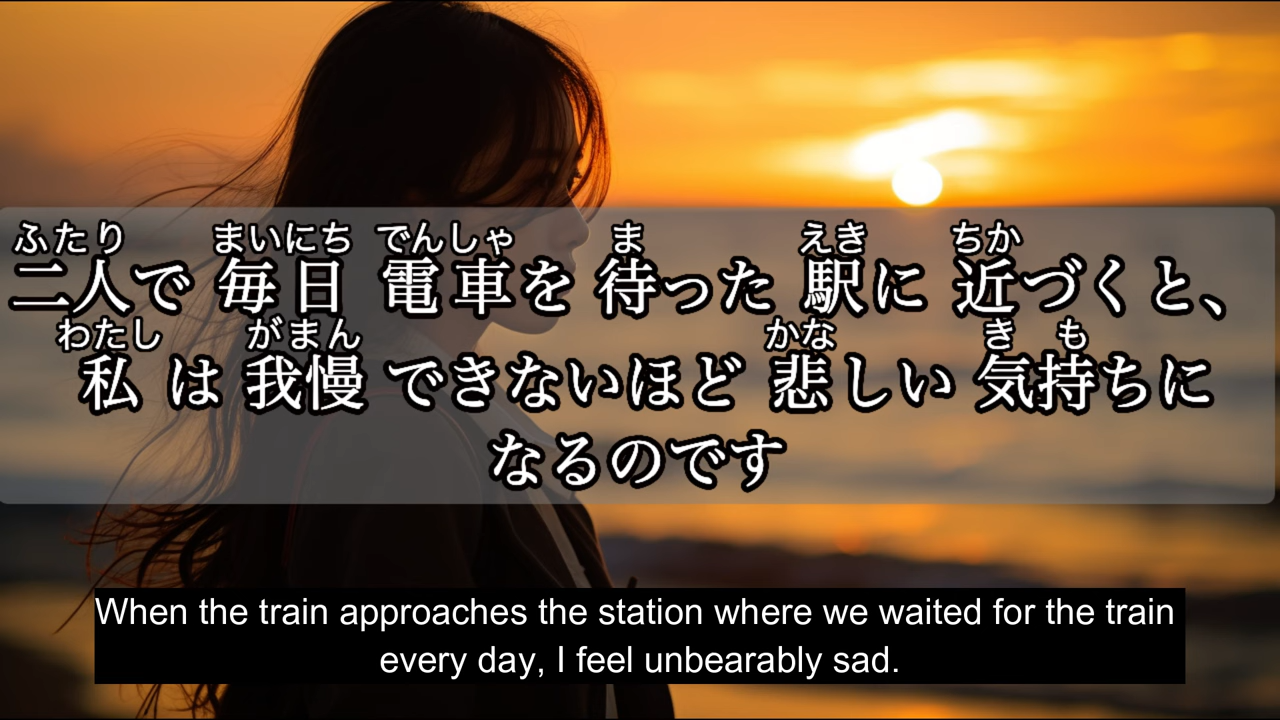 ふたり まいにち でんしゃ ま えき ちか
二人で 毎日 電車を 待った 駅に 近づくと、
わたし がまん かな き も
私 は 我慢 できないほど 悲しい 気持ちに
なるのです
When the train approaches the station where we waited for the train
every day, I feel unbearably sad.